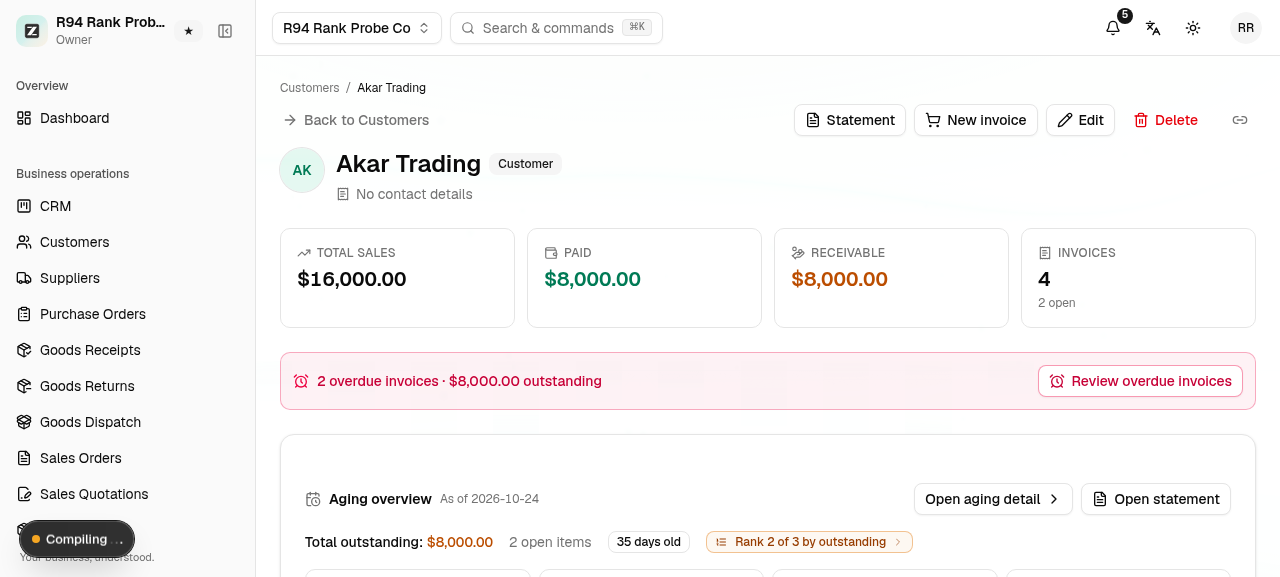 R94 Rank Prob...
Owner
R94 Rank Probe Co
Search & commands
⌘K
5
RR
Overview
Dashboard
Business operations
CRM
Customers
Suppliers
Purchase Orders
Goods Receipts
Goods Returns
Goods Dispatch
Sales Orders
Sales Quotations
Compiling ...
Your business, understood.
Customers / Akar Trading
Back to Customers
Statement
New invoice
Edit
Delete
AK
Akar Trading
Customer
No contact details
TOTAL SALES
$16,000.00
PAID
$8,000.00
RECEIVABLE
$8,000.00
INVOICES
4
2 open
2 overdue invoices · $8,000.00 outstanding
Review overdue invoices
Aging overview
As of 2026-10-24
Open aging detail
Open statement
Total outstanding: $8,000.00
2 open items
35 days old
Rank 2 of 3 by outstanding